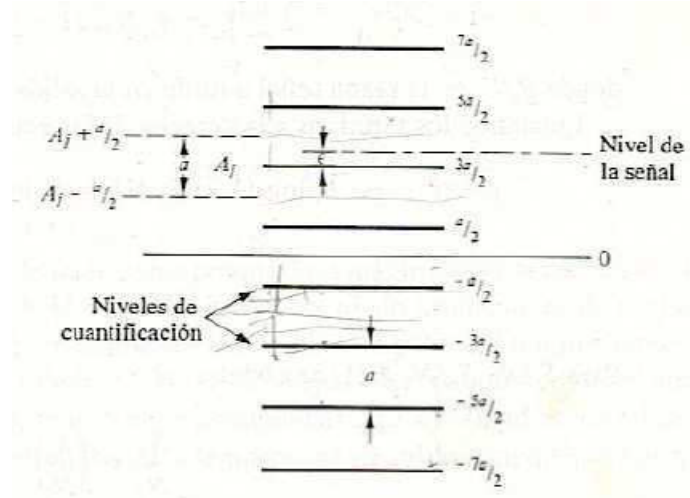 7a/2
5a/2
Aj + a/2
a
Aj
ε
3a/2
Nivel de
la señal
Aj − a/2
a/2
0
-a/2
Niveles de
cuantificación
-3a/2
a
-5a/2
-7a/2